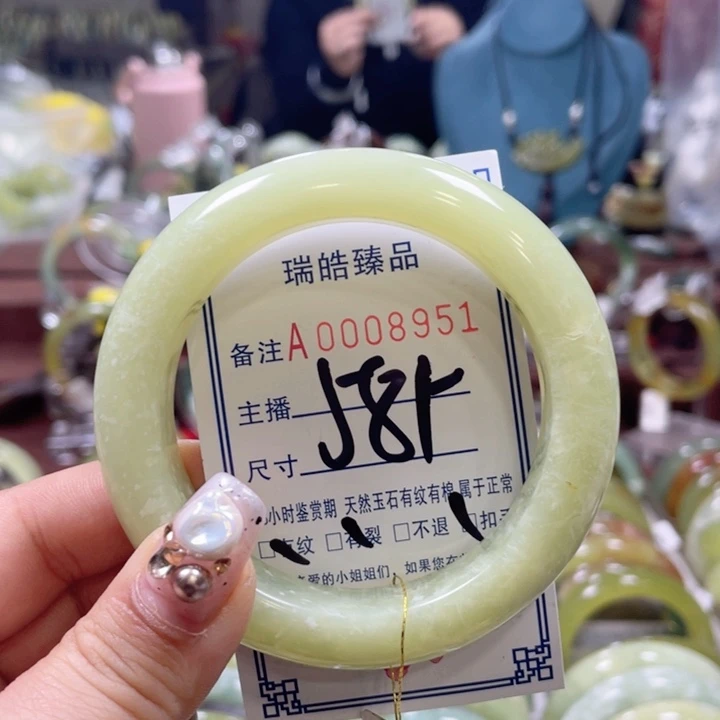 瑞皓臻品
备注A0008951
主播
尺寸
小时鉴赏期 天然玉石有纹有棉属于正常
□有纹 □有裂 □不退 □扣
爱的小姐姐们，如果您在